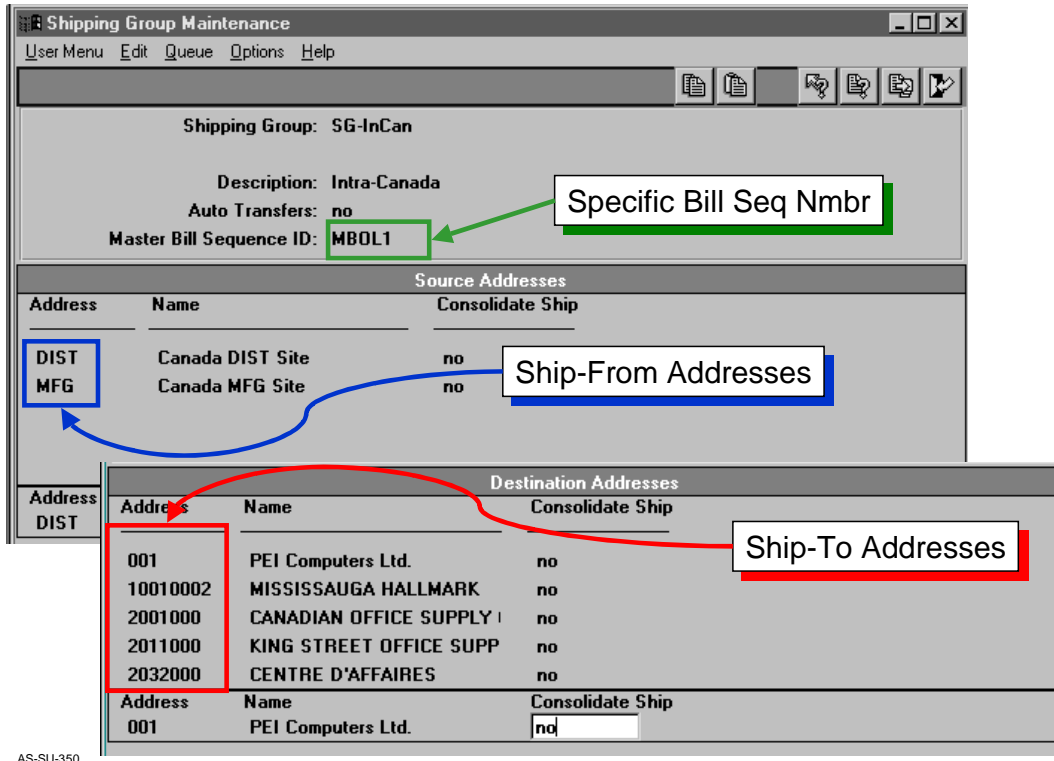 Shipping Group Maintenance
User Menu Edit Queue Options Help
Shipping Group: SG-InCan
Description: Intra-Canada
Auto Transfers: no
Master Bill Sequence ID: MBOL1
Specific Bill Seq Nmbr
Source Addresses
Address Name Consolidate Ship
DIST Canada DIST Site no
MFG Canada MFG Site no
Ship-From Addresses
Address
DIST
Destination Addresses
Address Name Consolidate Ship
001 PEI Computers Ltd. no
10010002 MISSISSAUGA HALLMARK no
2001000 CANADIAN OFFICE SUPPLY no
2011000 KING STREET OFFICE SUPP no
2032000 CENTRE D'AFFAIRES no
Ship-To Addresses
Address Name Consolidate Ship
001 PEI Computers Ltd. no
AS-SU-350